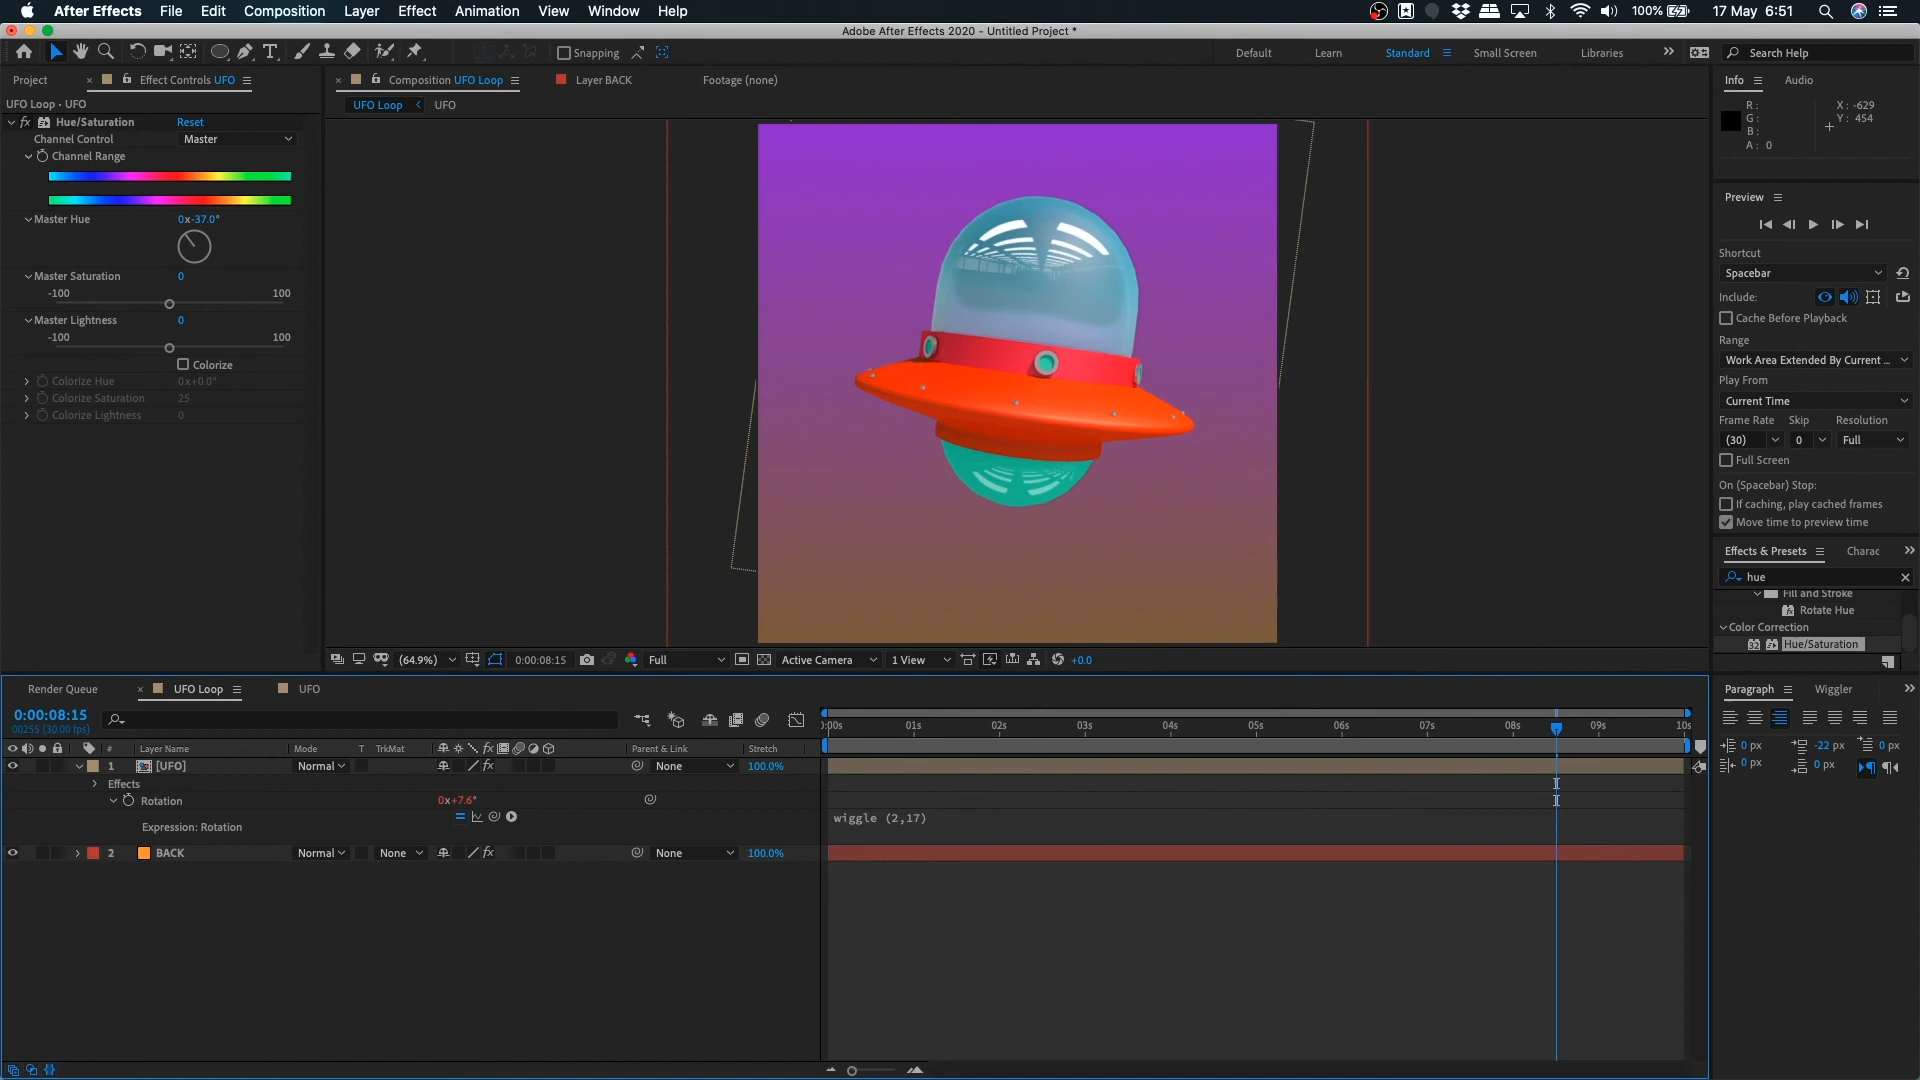 After Effects File Edit Composition Layer Effect Animation View Window Help 100% 17 May 6:51
Adobe After Effects 2020 - Untitled Project *
Snapping Default Learn Standard Small Screen Libraries Search Help
Project Effect Controls UFO Composition UFO Loop Layer BACK Footage (none) Info Audio
UFO Loop • UFO UFO Loop UFO R: X: -629
G: Y: 454
B:
A: 0
fx Hue/Saturation Reset
Channel Control Master
Channel Range
Master Hue 0x-37.0°
Master Saturation 0
-100 100
Master Lightness 0
-100 100
Colorize
Colorize Hue 0x+0.0°
Colorize Saturation 25
Colorize Lightness 0
Preview
Shortcut
Spacebar
Include:
Cache Before Playback
Range
Work Area Extended By Current ...
Play From
Current Time
Frame Rate Skip Resolution
(30) 0 Full
Full Screen
On (Spacebar) Stop:
If caching, play cached frames
Move time to preview time
Effects & Presets Charac
hue
Fill and Stroke
Rotate Hue
Color Correction
32 Hue/Saturation
(64.9%) 0:00:08:15 Full Active Camera 1 View +0.0
Render Queue UFO Loop UFO Paragraph Wiggler
0:00:08:15
00255 (30.00 fps)
01s 02s 03s 04s 05s 06s 07s 08s 09s 10s
# Layer Name Mode T TrkMat fx Parent & Link Stretch
1 [UFO] Normal fx None 100.0%
Effects
Rotation 0x+7.6°
Expression: Rotation wiggle (2,17)
2 BACK Normal None fx None 100.0%
0 px -22 px 0 px
0 px 0 px